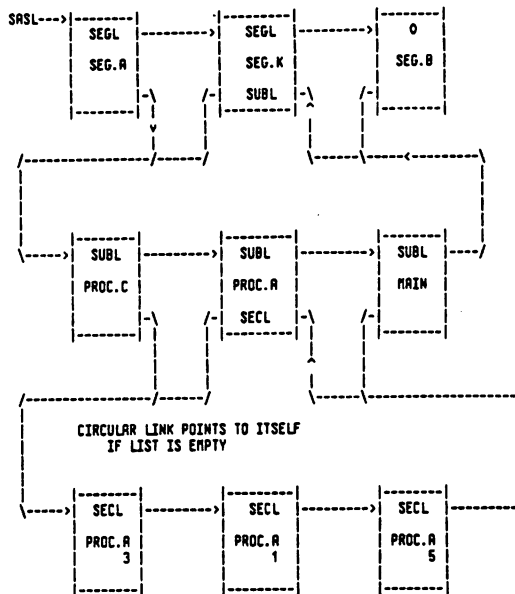 SASL
SEGL SEGL 0
SEG.A SEG.K SEG.B
SUBL
SUBL SUBL SUBL
PROC.C PROC.A MAIN
SECL
CIRCULAR LINK POINTS TO ITSELF
IF LIST IS EMPTY
SECL SECL SECL
PROC.A PROC.A PROC.A
3 1 5